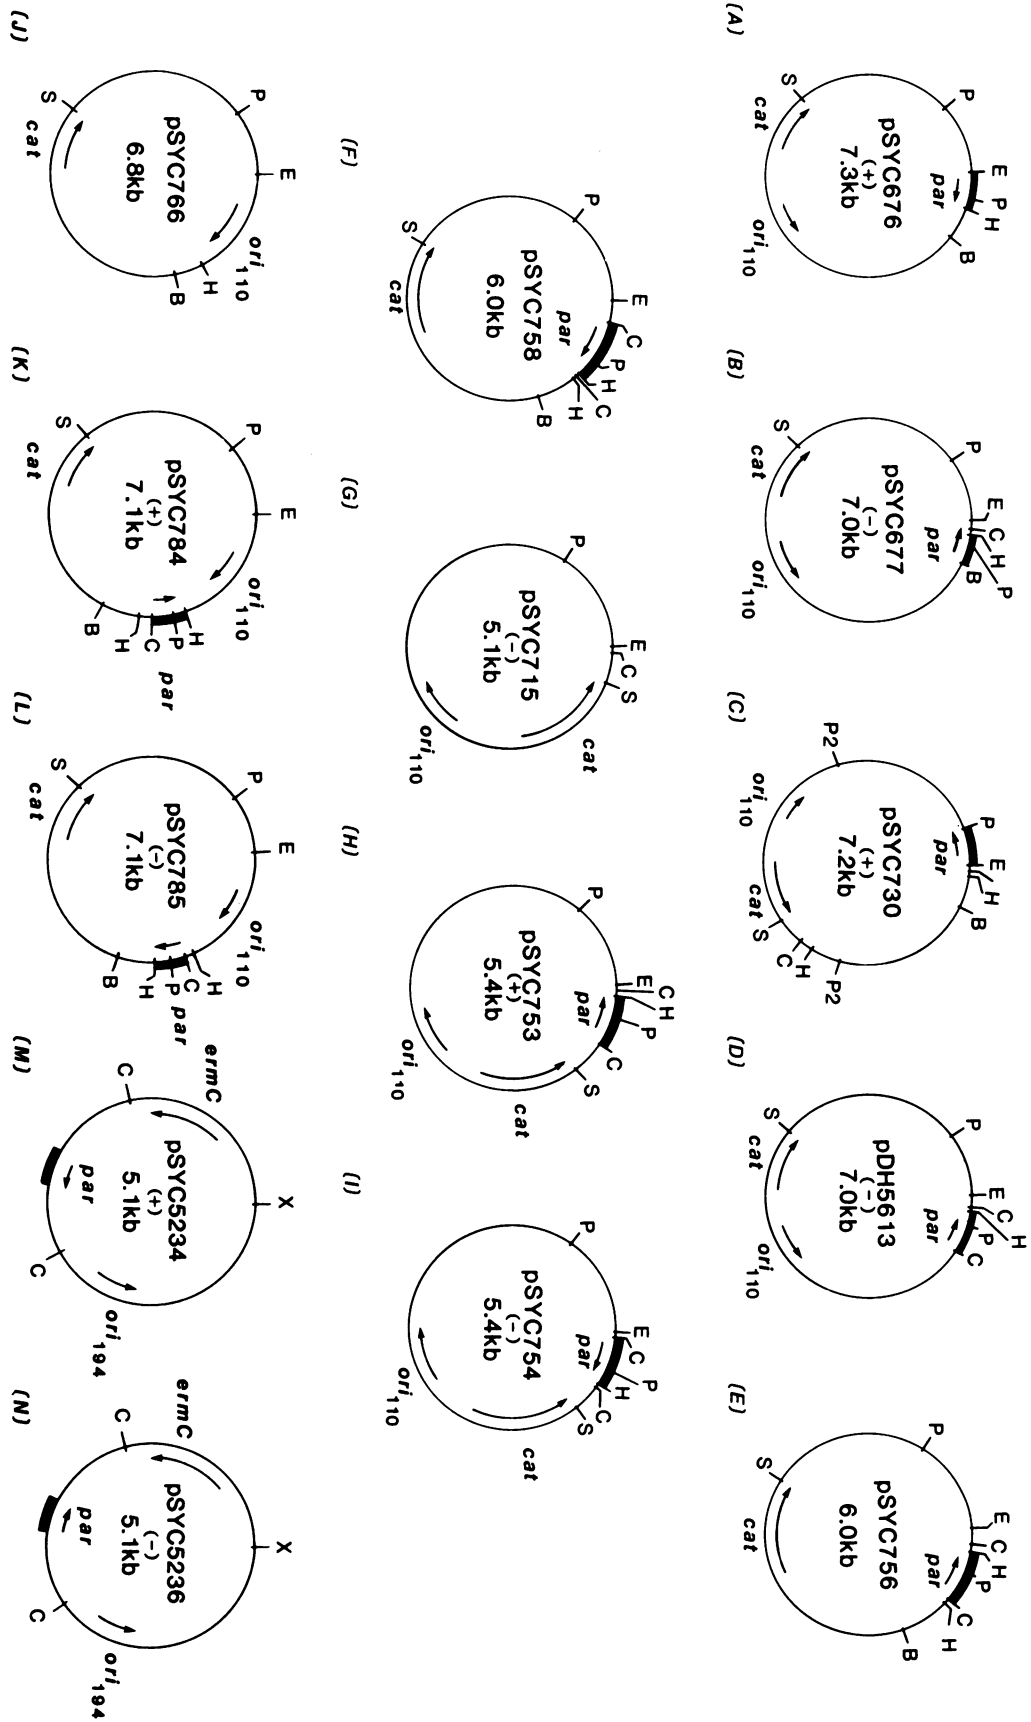 (A)
P
E
P
H
B
S
par
cat
ori110
pSYC676
(+)
7.3kb
(B)
P
E
C
H
P
B
S
par
cat
ori110
pSYC677
(-)
7.0kb
(C)
P2
P
E
H
B
P2
H
C
S
par
cat
ori110
pSYC730
(+)
7.2kb
(D)
P
E
C
H
P
C
S
par
cat
ori110
pDH5613
(-)
7.0kb
(E)
P
E
C
H
P
C
H
B
S
par
cat
pSYC756
6.0kb
(F)
P
E
C
P
H
C
H
B
S
par
cat
pSYC758
6.0kb
(G)
P
E
C
S
cat
ori110
pSYC715
(-)
5.1kb
(H)
P
E
C
H
P
C
S
par
cat
ori110
pSYC753
(+)
5.4kb
(I)
P
E
C
P
H
C
S
par
cat
ori110
pSYC754
(-)
5.4kb
(J)
P
E
ori110
H
B
S
cat
pSYC766
6.8kb
(K)
P
E
ori110
H
P
C
H
B
S
par
cat
pSYC784
(+)
7.1kb
(L)
P
E
ori110
H
C
P
H
B
S
par
cat
pSYC785
(-)
7.1kb
(M)
ermC
X
C
C
par
ori194
pSYC5234
(+)
5.1kb
(N)
ermC
X
C
C
par
ori194
pSYC5236
(-)
5.1kb